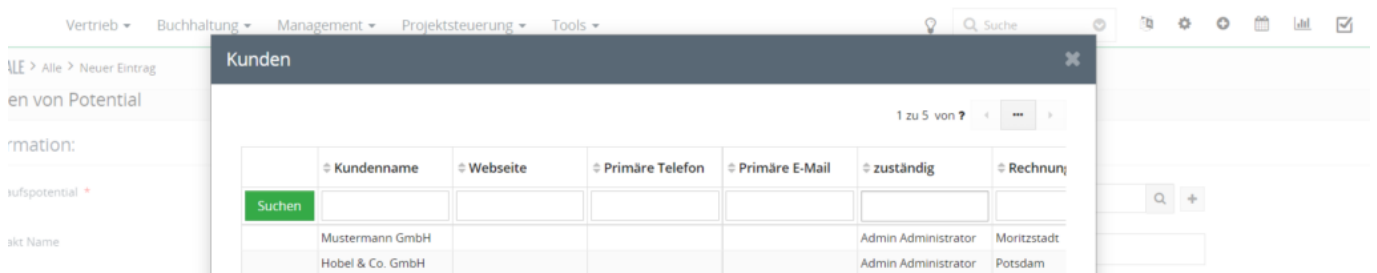 Vertrieb Buchhaltung Management Projektsteuerung Tools Suche
ALE > Alle > Neuer Eintrag
Kunden
en von Potential
1 zu 5 von ?
rmation:
Kundenname Webseite Primäre Telefon Primäre E-Mail zuständig Rechnung
aufspotential *
Suchen
akt Name
Mustermann GmbH Admin Administrator Moritzstadt
Hobel & Co. GmbH Admin Administrator Potsdam